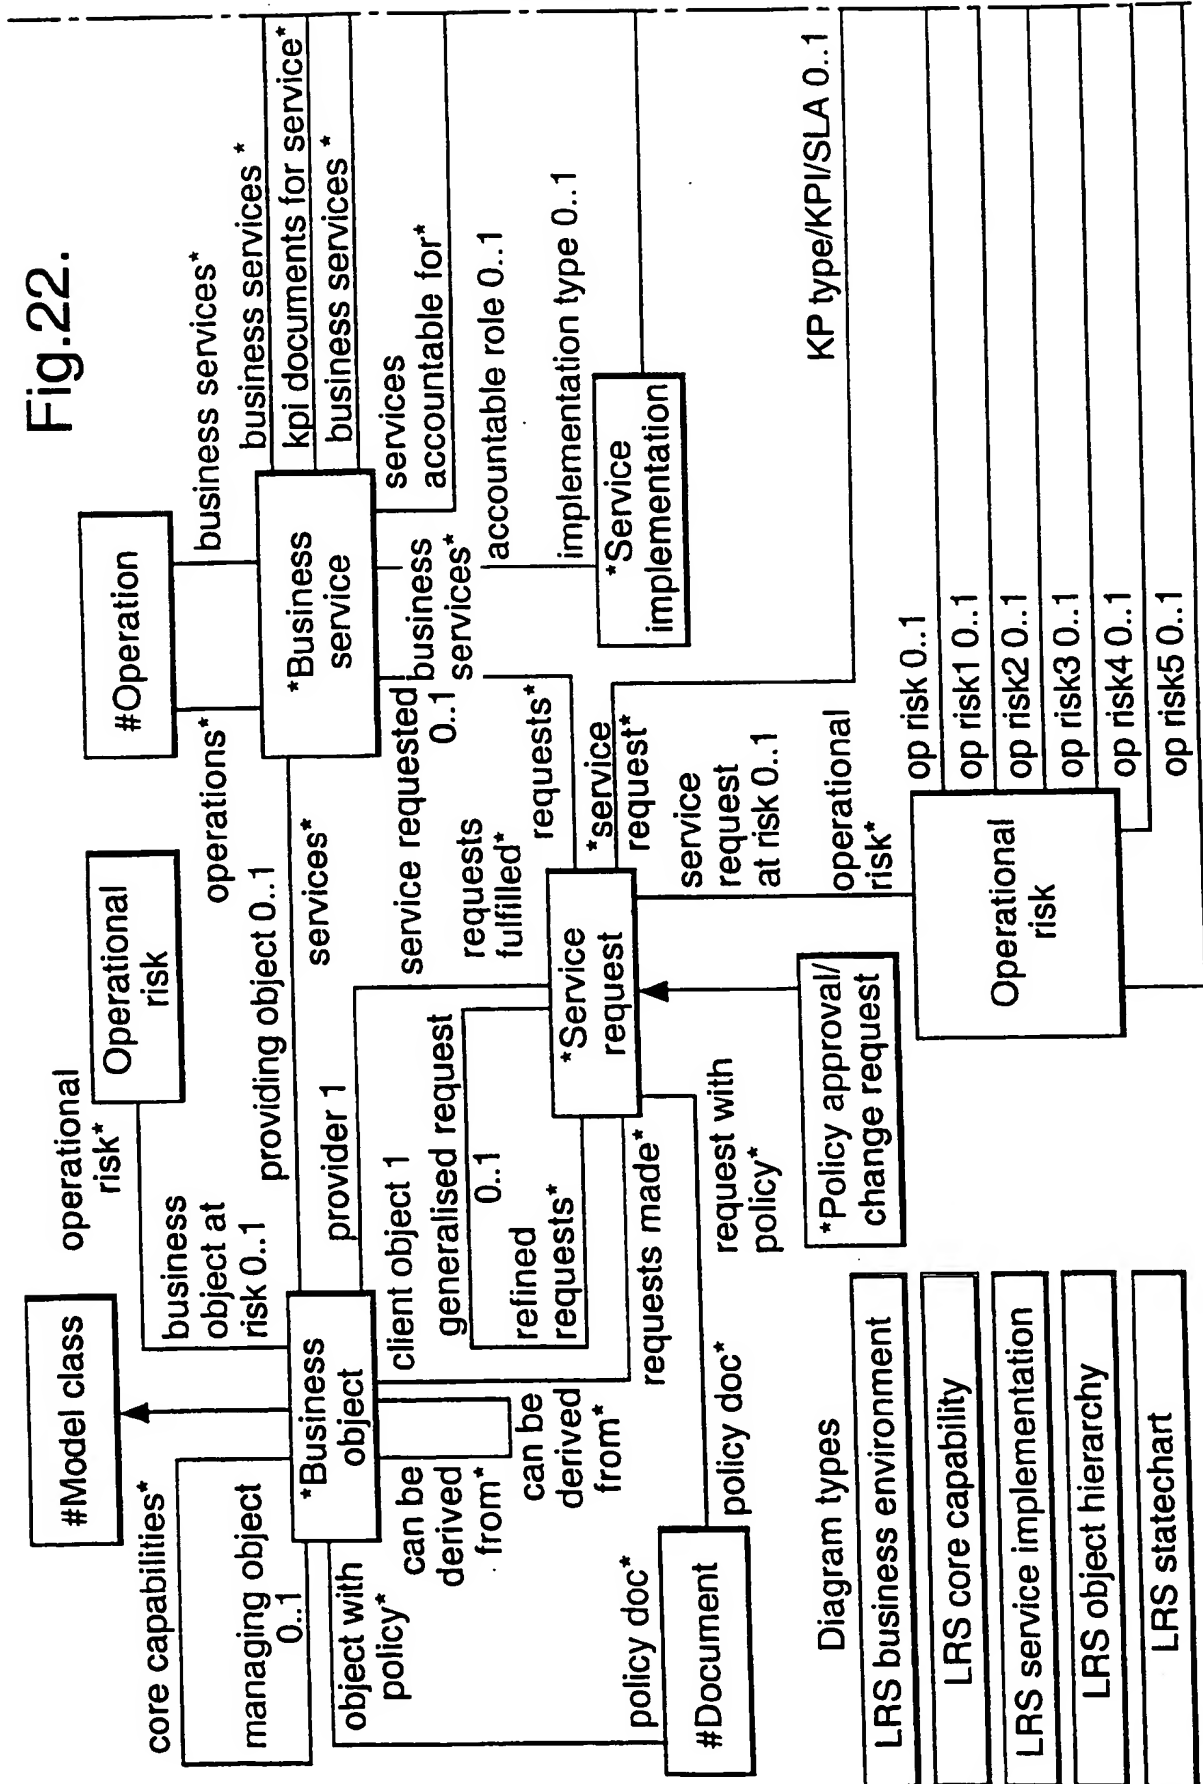 Fig.22.
#Model class
core capabilities*
managing object
0..1
business
object at
risk 0..1
operational
risk*
Operational
risk
#Operation
operations*
business services*
*Business
object
providing object 0..1
services*
*Business
service
business services*
kpi documents for service*
business services*
services
accountable for*
provider 1
service requested
0..1
business
services*
accountable role 0..1
implementation type 0..1
*Service
implementation
object with
policy*
can be
derived
from*
can be
derived
from*
client object 1
generalised request
0..1
refined
requests*
requests
fulfilled*
requests*
*service
request*
*Service
request
requests made*
KP type/KPI/SLA 0..1
service
request
at risk 0..1
operational
risk*
policy doc*
policy doc*
request with
policy*
#Document
*Policy approval/
change request
Operational
risk
op risk 0..1
op risk1 0..1
op risk2 0..1
op risk3 0..1
op risk4 0..1
op risk5 0..1
Diagram types
LRS business environment
LRS core capability
LRS service implementation
LRS object hierarchy
LRS statechart